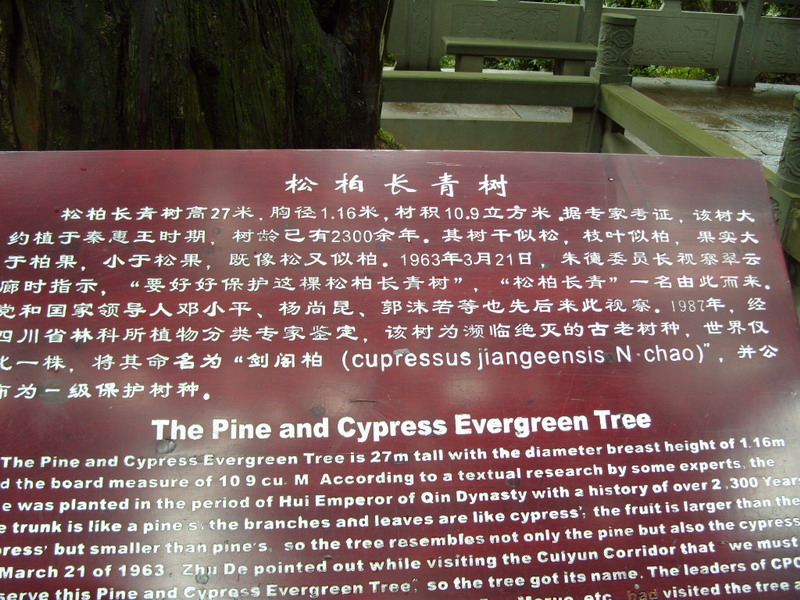 松柏长青树
松柏长青树高27米，胸径1.16米，材积10.9立方米。据专家考证，该树大
约植于秦惠王时期，树龄已有2300余年。其树干似松，枝叶似柏，果实大
于柏果，小于松果，既像松又似柏。1963年3月21日，朱德委员长视察翠云
廊时指示，“要好好保护这棵松柏长青树”，“松柏长青”一名由此而来。
党和国家领导人邓小平、杨尚昆、郭沫若等也先后来此视察。1987年，经
四川省林科所植物分类专家鉴定，该树为濒临绝灭的古老树种，世界仅
此一株，将其命名为“剑阁柏（cupressus jiangeensis N·chao)”，并公
布为一级保护树种。
The Pine and Cypress Evergreen Tree
The Pine and Cypress Evergreen Tree is 27m tall with the diameter breast height of 1.16m
d the board measure of 10 9 cu. M According to a textual research by some experts, the
e was planted in the period of Hui Emperor of Qin Dynasty with a history of over 2,300 Years
e trunk is like a pine's, the branches and leaves are like cypress', the fruit is larger than the
press' but smaller than pine's, so the tree resembles not only the pine but also the cypress
March 21 of 1963, Zhu De pointed out while visiting the Cuiyun Corridor that "we must
serve this Pine and Cypress Evergreen Tree", so the tree got its name. The leaders of CPC
etc. had visited the tree a